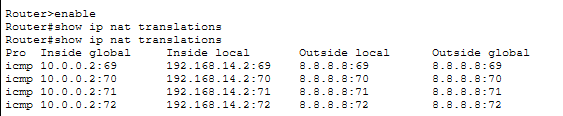 Router>enable
Router#show ip nat translations
Router#show ip nat translations
Pro  Inside global     Inside local       Outside local      Outside global
icmp 10.0.0.2:69       192.168.14.2:69    8.8.8.8:69         8.8.8.8:69
icmp 10.0.0.2:70       192.168.14.2:70    8.8.8.8:70         8.8.8.8:70
icmp 10.0.0.2:71       192.168.14.2:71    8.8.8.8:71         8.8.8.8:71
icmp 10.0.0.2:72       192.168.14.2:72    8.8.8.8:72         8.8.8.8:72